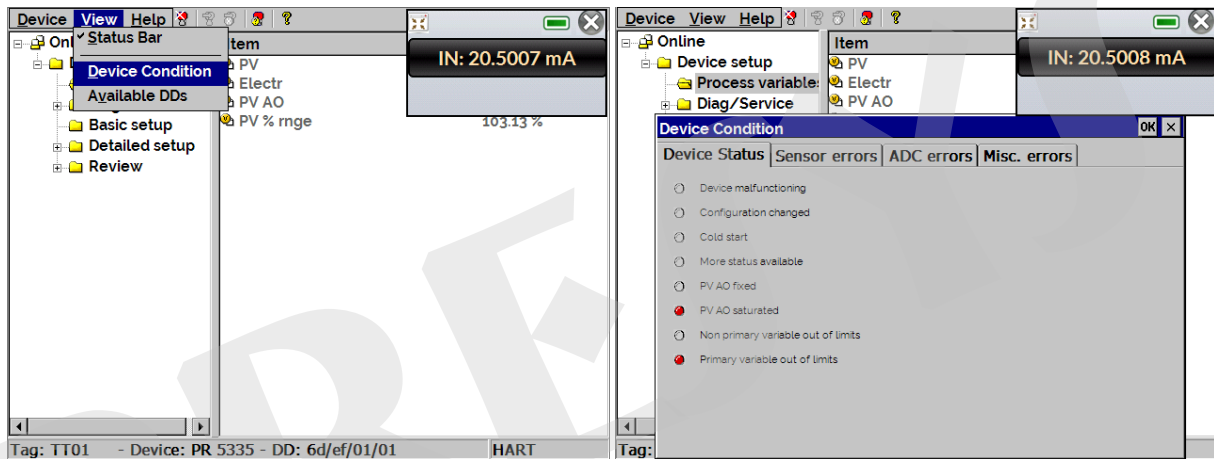 Device View Help
Status Bar
Device Condition
Available DDs
Onl
Item
IN: 20.5007 mA
PV
Electr
PV AO
PV % rnge 103.13 %
Basic setup
Detailed setup
Review
Tag: TT01 - Device: PR 5335 - DD: 6d/ef/01/01 HART
Device View Help
Online
Item
IN: 20.5008 mA
Device setup
PV
Process variable
Electr
Diag/Service
PV AO
Device Condition OK
Device Status Sensor errors ADC errors Misc. errors
Device malfunctioning
Configuration changed
Cold start
More status available
PV AO fixed
PV AO saturated
Non primary variable out of limits
Primary variable out of limits
Tag: